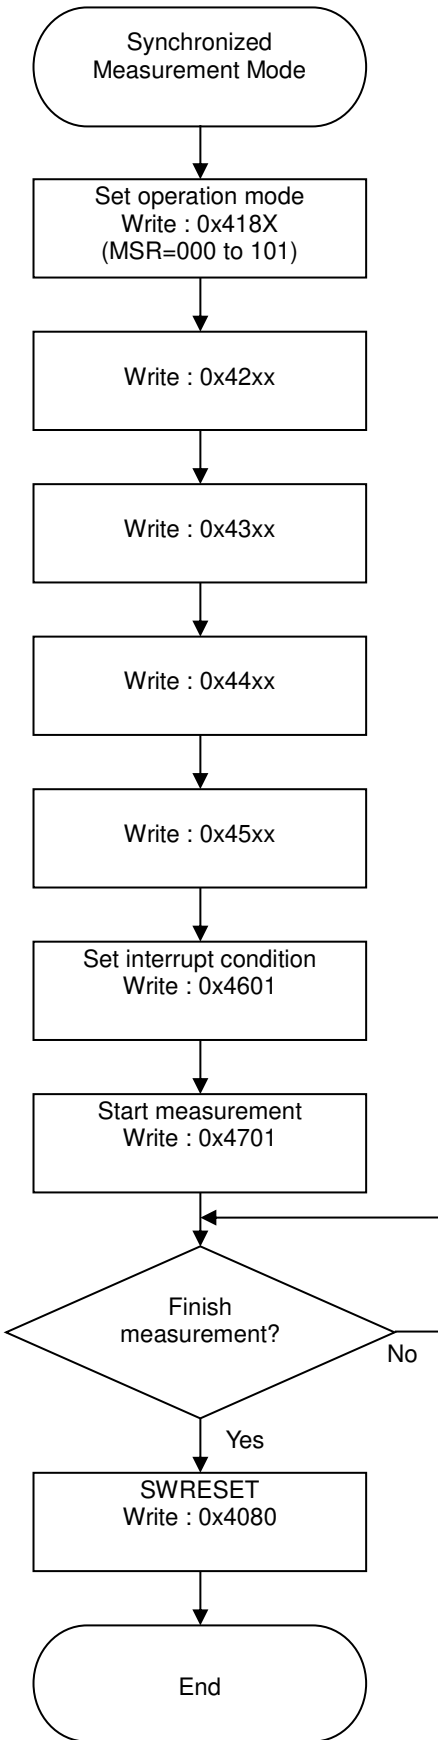 Synchronized
Measurement Mode
Set operation mode
Write : 0x418X
(MSR=000 to 101)
Write : 0x42xx
Write : 0x43xx
Write : 0x44xx
Write : 0x45xx
Set interrupt condition
Write : 0x4601
Start measurement
Write : 0x4701
Finish
measurement?
No
Yes
SWRESET
Write : 0x4080
End